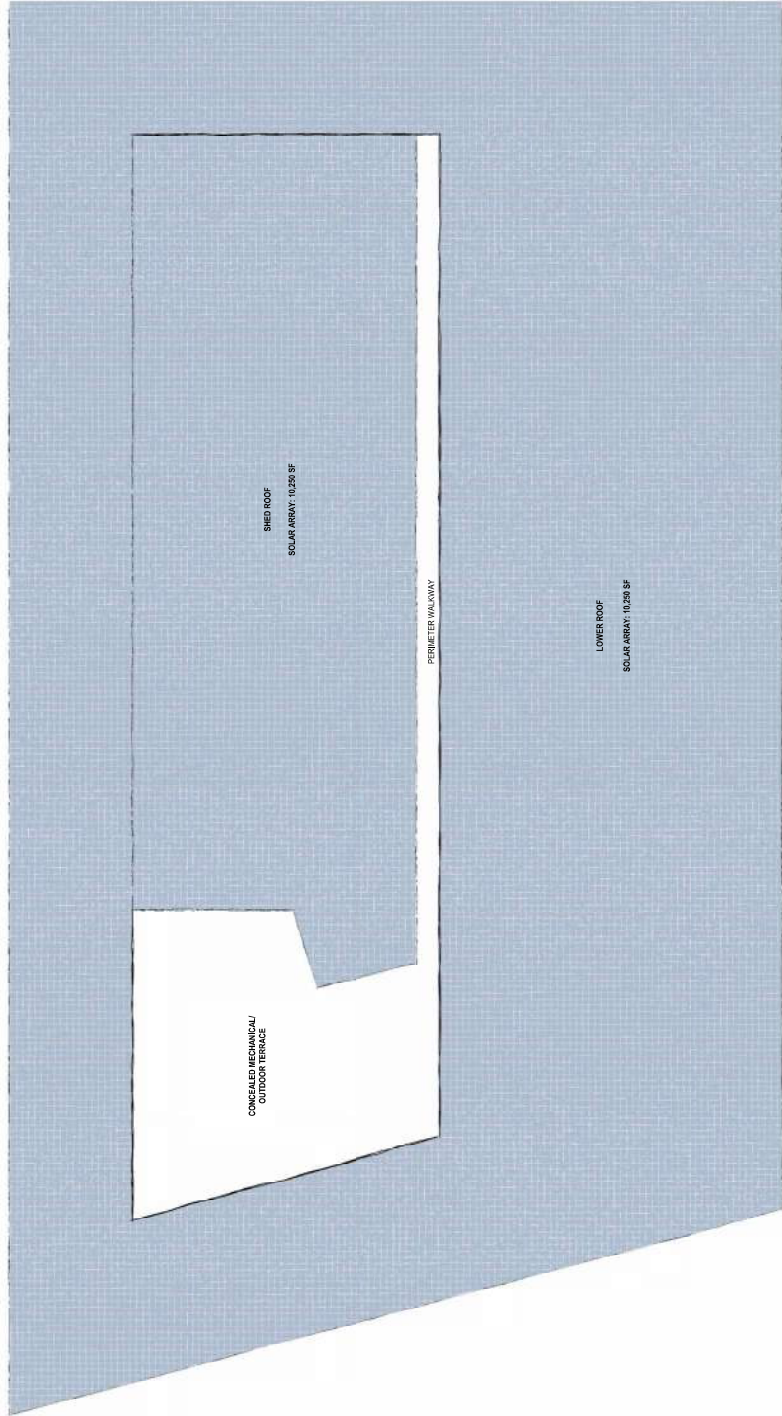 SHED ROOF
SOLAR ARRAY: 10,250 SF
PERIMETER WALKWAY
LOWER ROOF
SOLAR ARRAY: 10,250 SF
CONCEALED MECHANICAL/
OUTDOOR TERRACE